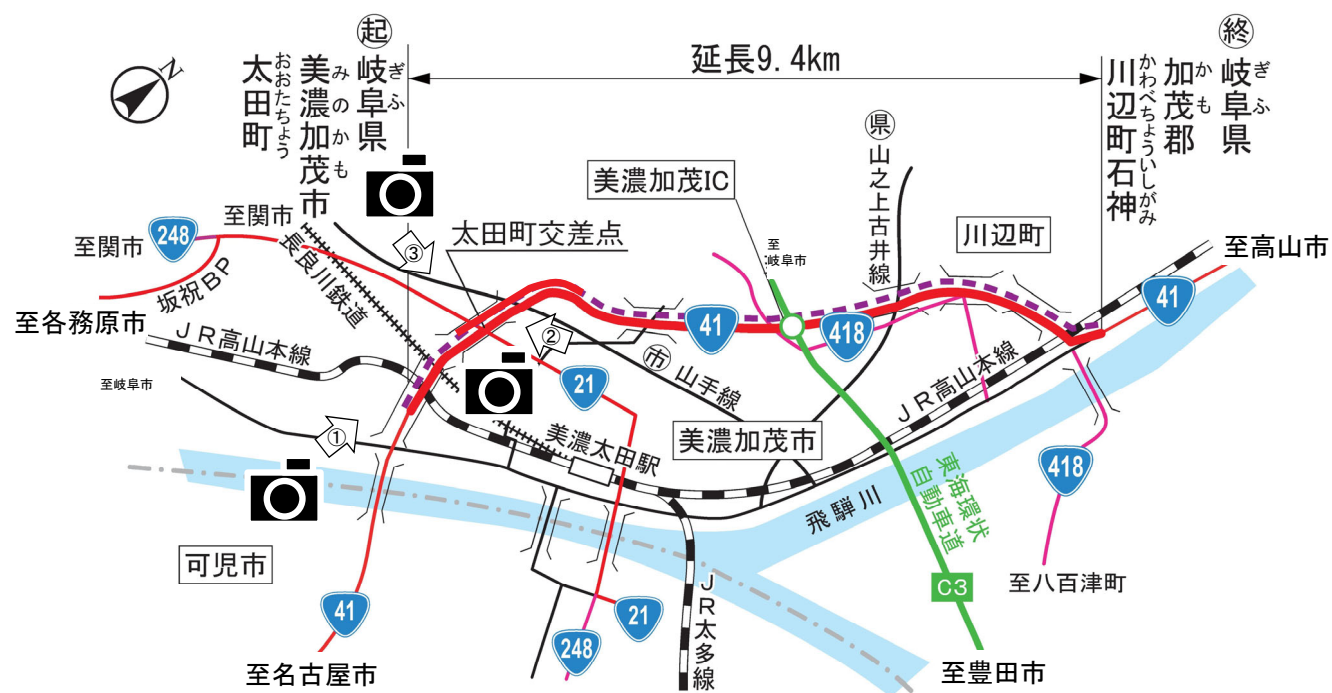 N
起
岐阜県
ぎふ
美濃加茂市
みのかも
太田町
おおたちょう
延長9.4km
終
岐阜県
ぎふ
加茂郡
かも
川辺町石神
かわべちょういしがみ
美濃加茂IC
県
山之上古井線
至
岐阜市
川辺町
至高山市
太田町交差点
至関市
248
至関市
坂祝BP
長良川鉄道
③
至各務原市
JR高山本線
至岐阜市
②
41
418
41
市
山手線
21
JR高山本線
①
美濃太田駅
美濃加茂市
飛騨川
東海環状
自動車道
418
可児市
41
21
248
JR太多線
C3
至八百津町
至名古屋市
至豊田市